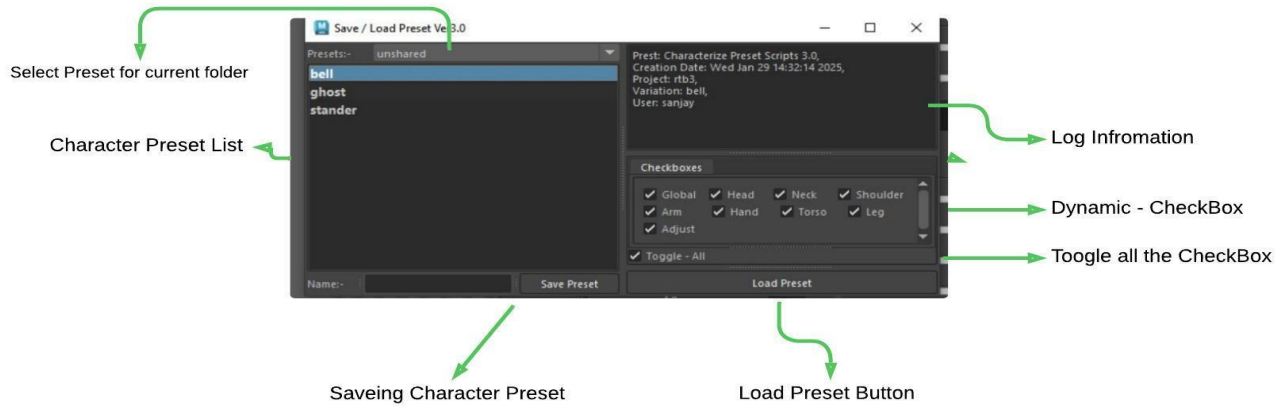 Save / Load Preset Ver3.0
Presets:-
unshared
bell
ghost
stander
Name:-
Save Preset
Prest: Characterize Preset Scripts 3.0,
Creation Date: Wed Jan 29 14:32:14 2025,
Project: rtb3,
Variation: bell,
User: sanjay
Checkboxes
Global Head Neck Shoulder
Arm Hand Torso Leg
Adjust
Toggle - All
Load Preset
Select Preset for current folder
Character Preset List
Log Infromation
Dynamic - CheckBox
Toogle all the CheckBox
Saveing Character Preset
Load Preset Button